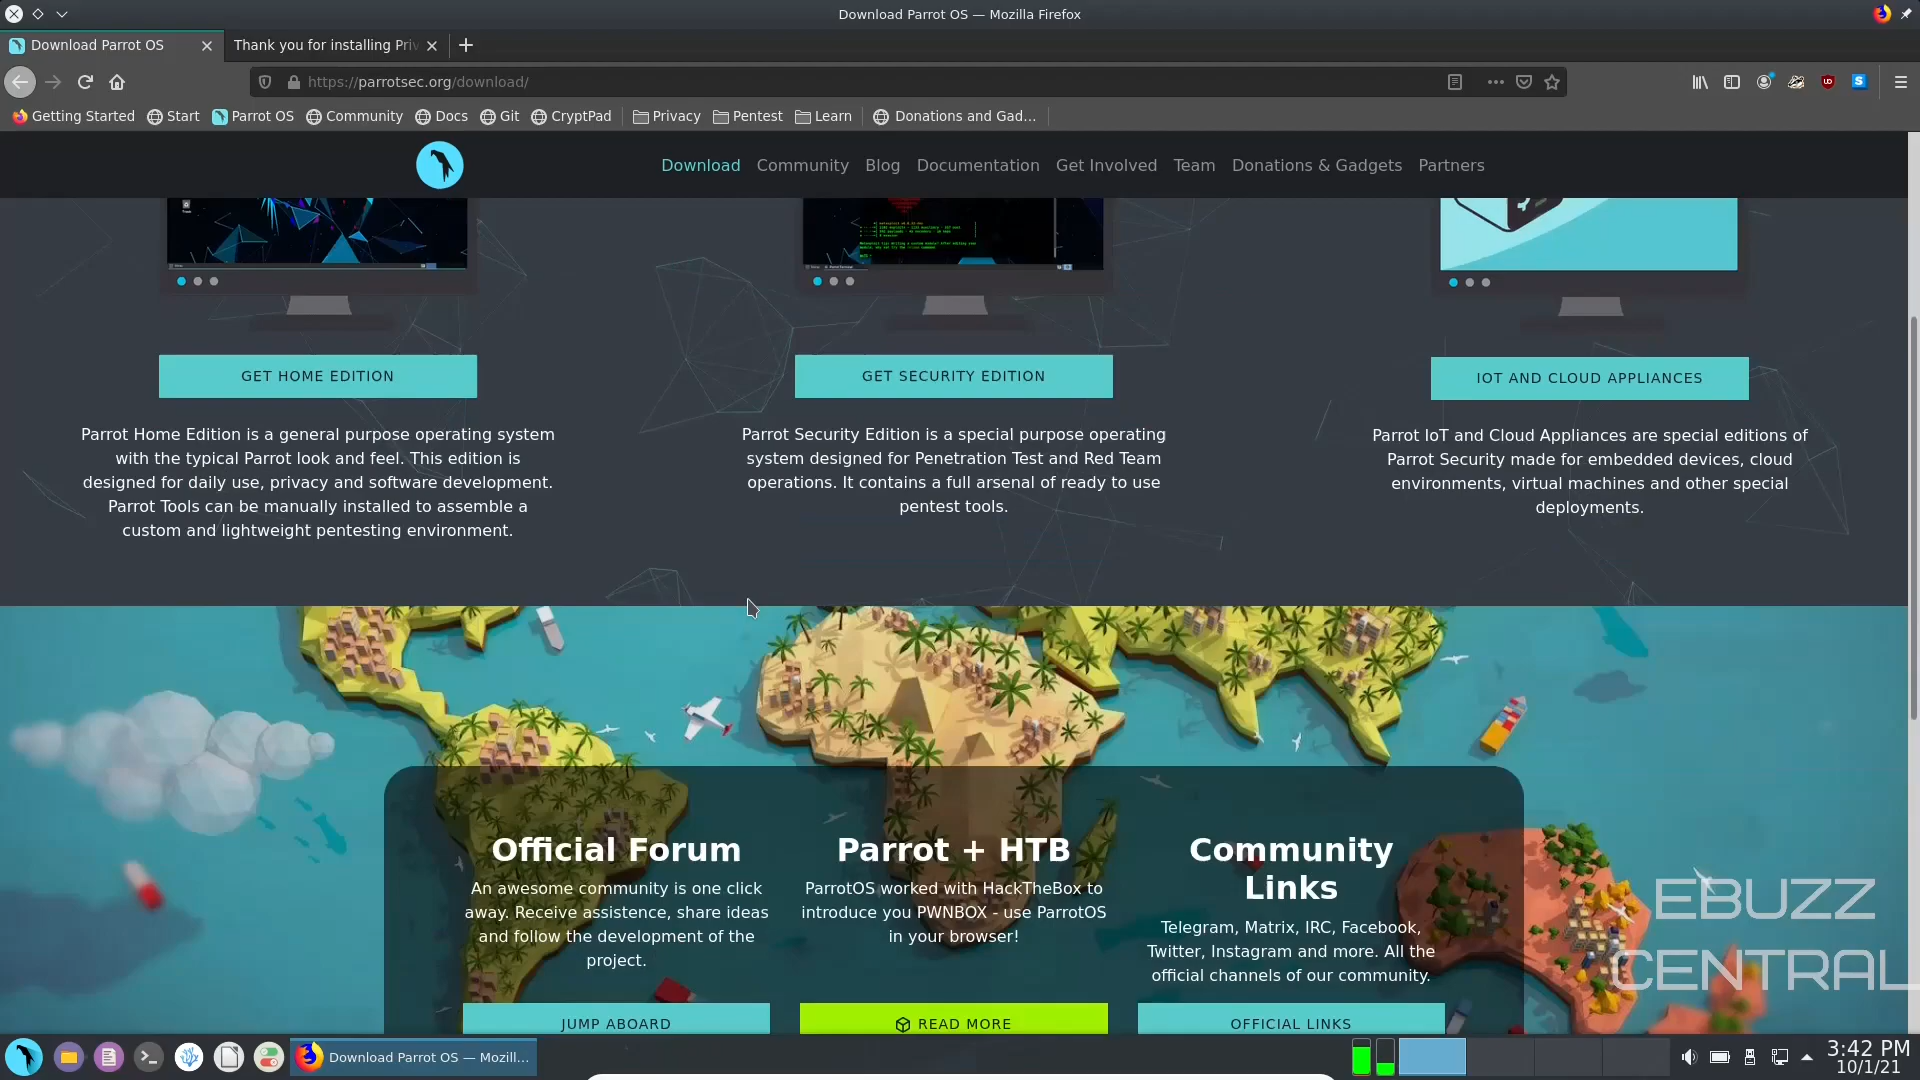 Download Parrot OS — Mozilla Firefox
Download Parrot OS
Thank you for installing Priv
https://parrotsec.org/download/
Getting Started
Start
Parrot OS
Community
Docs
Git
CryptPad
Privacy
Pentest
Learn
Donations and Gad...
Download
Community
Blog
Documentation
Get Involved
Team
Donations & Gadgets
Partners
GET HOME EDITION
Parrot Home Edition is a general purpose operating system
with the typical Parrot look and feel. This edition is
designed for daily use, privacy and software development.
Parrot Tools can be manually installed to assemble a
custom and lightweight pentesting environment.
GET SECURITY EDITION
Parrot Security Edition is a special purpose operating
system designed for Penetration Test and Red Team
operations. It contains a full arsenal of ready to use
pentest tools.
IOT AND CLOUD APPLIANCES
Parrot IoT and Cloud Appliances are special editions of
Parrot Security made for embedded devices, cloud
environments, virtual machines and other special
deployments.
Official Forum
An awesome community is one click
away. Receive assistence, share ideas
and follow the development of the
project.
JUMP ABOARD
Parrot + HTB
ParrotOS worked with HackTheBox to
introduce you PWNBOX - use ParrotOS
in your browser!
READ MORE
Community
Links
Telegram, Matrix, IRC, Facebook,
Twitter, Instagram and more. All the
official channels of our community.
OFFICIAL LINKS
EBUZZ
CENTRAL
Download Parrot OS — Mozill...
3:42 PM
10/1/21